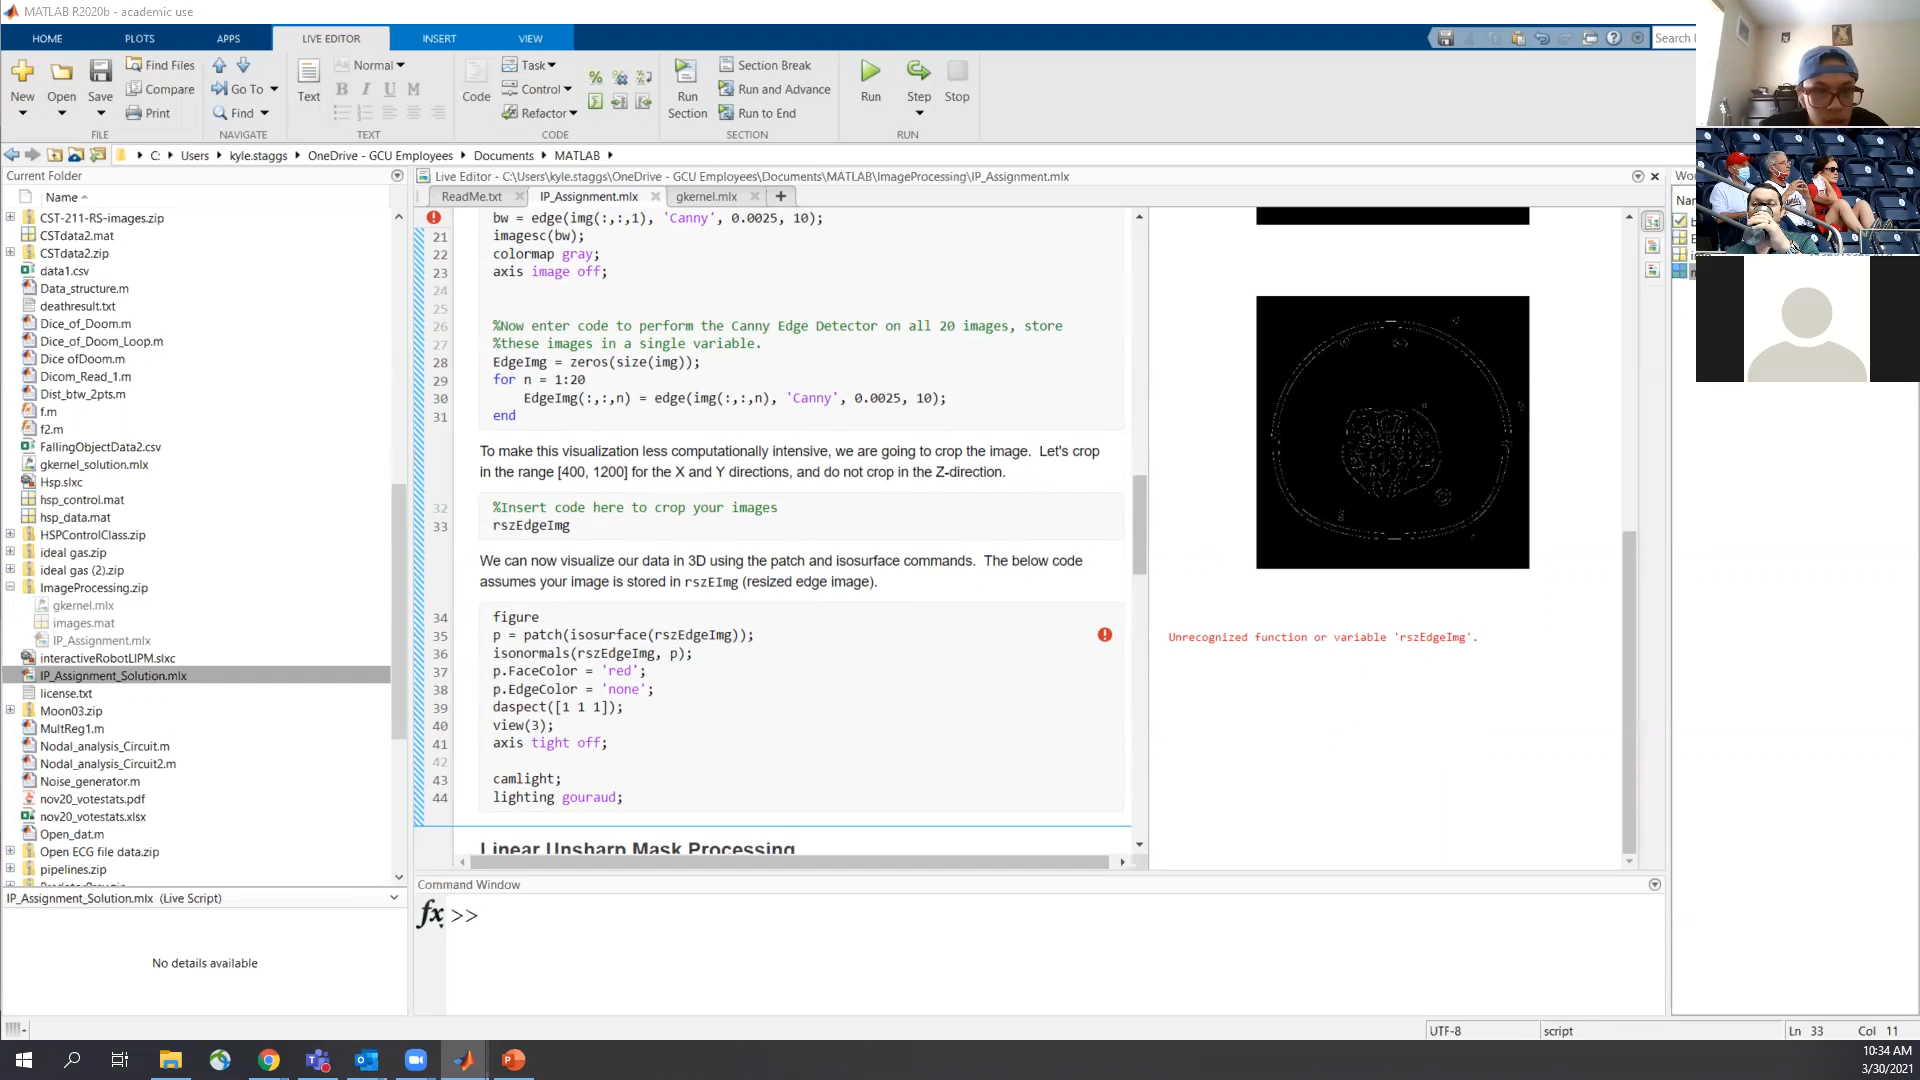 MATLAB R2020b - academic use
HOME PLOTS APPS LIVE EDITOR INSERT VIEW
Search
New Open Save Find Files Compare Print
FILE
Go To Find
NAVIGATE
Text Normal B I U M
TEXT
Code Task Control Refactor
CODE
Run Section Section Break Run and Advance Run to End
SECTION
Run Step Stop
RUN
C: Users kyle.staggs OneDrive - GCU Employees Documents MATLAB
Current Folder
Name
CST-211-RS-images.zip
CSTdata2.mat
CSTdata2.zip
data1.csv
Data_structure.m
deathresult.txt
Dice_of_Doom.m
Dice_of_Doom_Loop.m
Dice ofDoom.m
Dicom_Read_1.m
Dist_btw_2pts.m
f.m
f2.m
FallingObjectData2.csv
gkernel_solution.mlx
Hsp.slxc
hsp_control.mat
hsp_data.mat
HSPControlClass.zip
ideal gas.zip
ideal gas (2).zip
ImageProcessing.zip
gkernel.mlx
images.mat
IP_Assignment.mlx
interactiveRobotLIPM.slxc
IP_Assignment_Solution.mlx
license.txt
Moon03.zip
MultReg1.m
Nodal_analysis_Circuit.m
Nodal_analysis_Circuit2.m
Noise_generator.m
nov20_votestats.pdf
nov20_votestats.xlsx
Open_dat.m
Open ECG file data.zip
pipelines.zip
IP_Assignment_Solution.mlx (Live Script)
No details available
Live Editor - C:\Users\kyle.staggs\OneDrive - GCU Employees\Documents\MATLAB\ImageProcessing\IP_Assignment.mlx
ReadMe.txt IP_Assignment.mlx gkernel.mlx
bw = edge(img(:,:,1), 'Canny', 0.0025, 10);
21 imagesc(bw);
22 colormap gray;
23 axis image off;
24
25
26 %Now enter code to perform the Canny Edge Detector on all 20 images, store
27 %these images in a single variable.
28 EdgeImg = zeros(size(img));
29 for n = 1:20
30 EdgeImg(:,:,n) = edge(img(:,:,n), 'Canny', 0.0025, 10);
31 end
To make this visualization less computationally intensive, we are going to crop the image. Let's crop
in the range [400, 1200] for the X and Y directions, and do not crop in the Z-direction.
32 %Insert code here to crop your images
33 rszEdgeImg
We can now visualize our data in 3D using the patch and isosurface commands. The below code
assumes your image is stored in rszEImg (resized edge image).
34 figure
35 p = patch(isosurface(rszEdgeImg));
36 isonormals(rszEdgeImg, p);
37 p.FaceColor = 'red';
38 p.EdgeColor = 'none';
39 daspect([1 1 1]);
40 view(3);
41 axis tight off;
42
43 camlight;
44 lighting gouraud;
Linear Unsharp Mask Processing
Unrecognized function or variable 'rszEdgeImg'.
Command Window
fx >>
UTF-8 script Ln 33 Col 11
10:34 AM
3/30/2021